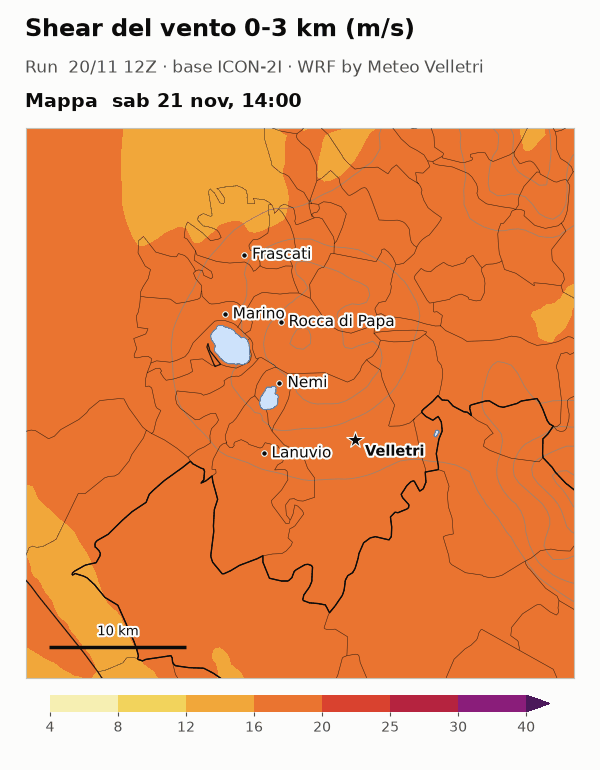 Shear del vento 0-3 km (m/s)
Run  20/11 12Z · base ICON-2I · WRF by Meteo Velletri
Mappa  sab 21 nov, 14:00
Frascati
Marino
Rocca di Papa
Nemi
Velletri
Lanuvio
10 km
4 8 12 16 20 25 30 40